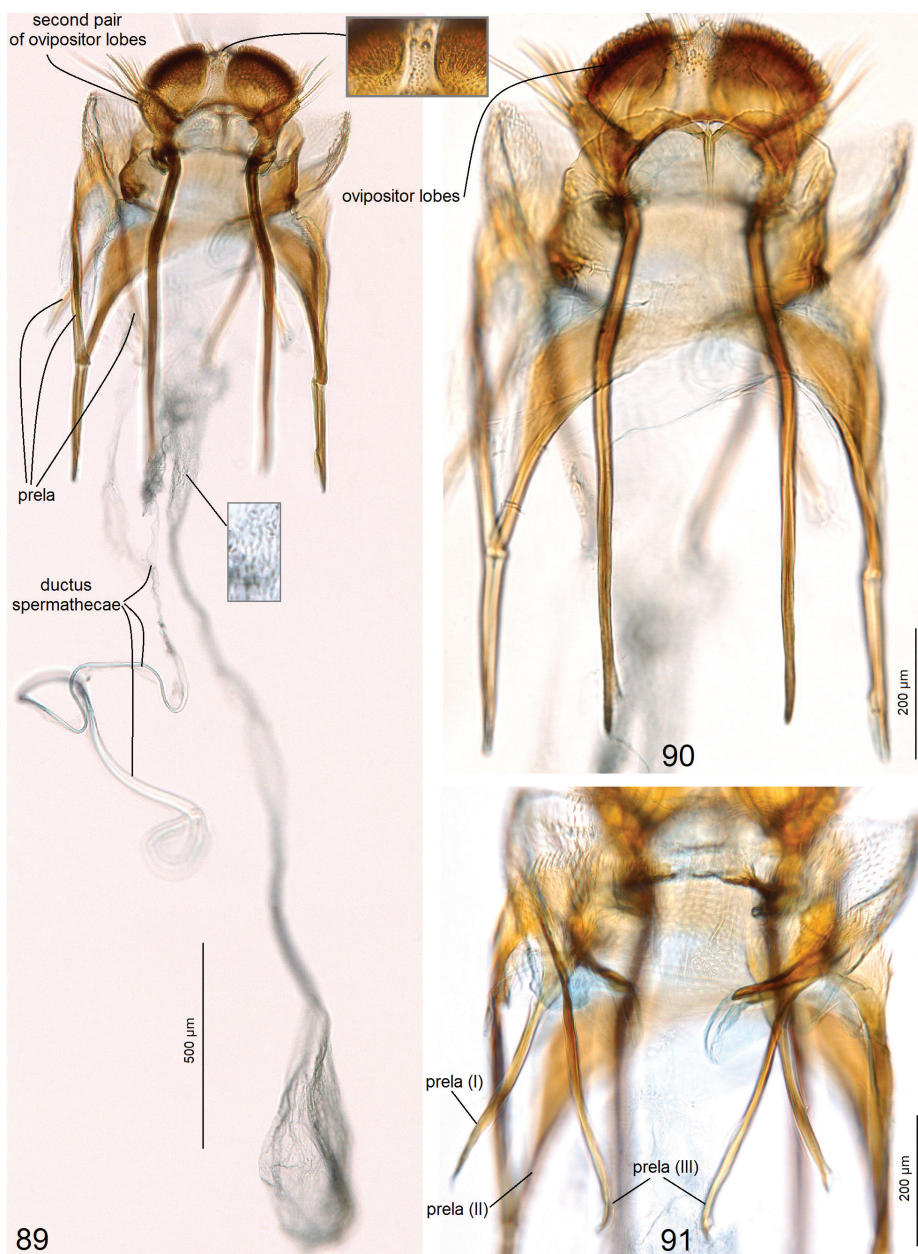 second pair
of ovipositor lobes
prela
ductus
spermathecae
500 µm
89
ovipositor lobes
200 µm
90
prela (I)
prela (II)
prela (III)
200 µm
91